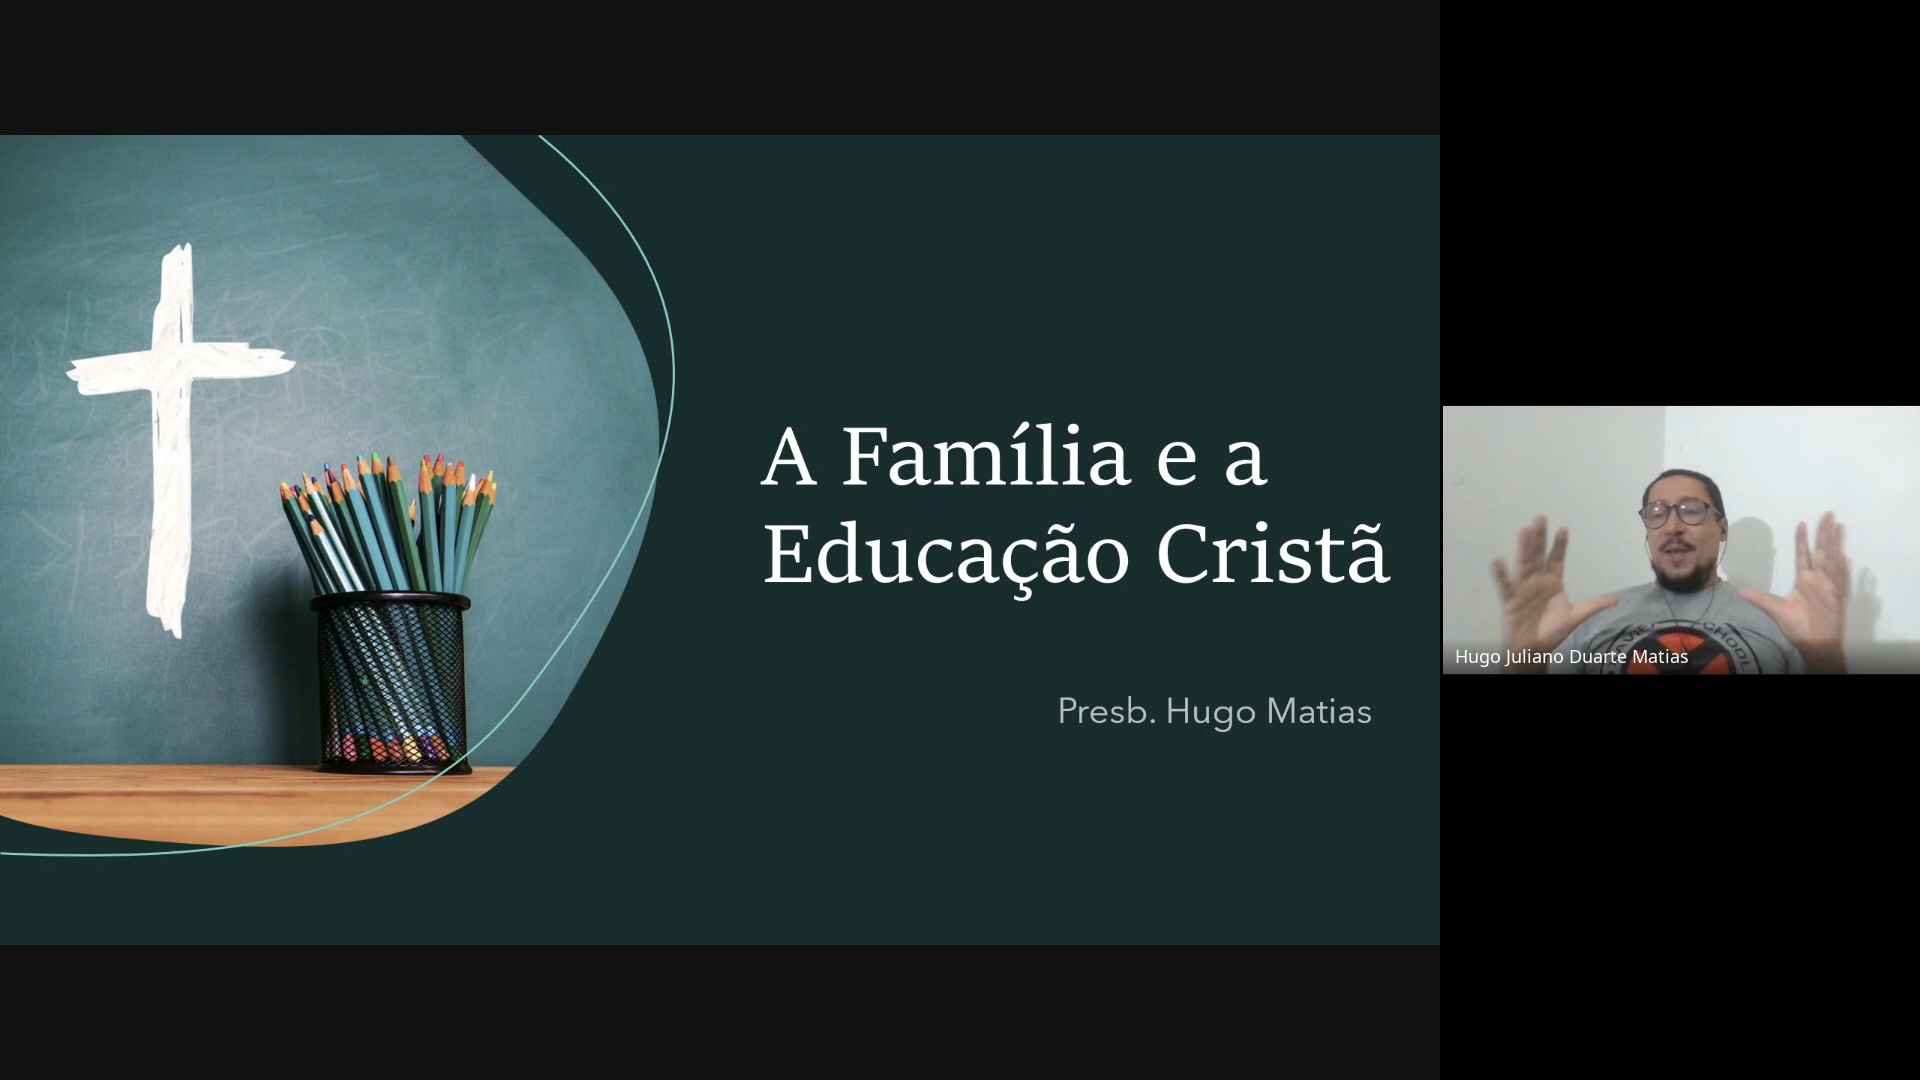 A Família e a
Educação Cristã
Presb. Hugo Matias
Hugo Juliano Duarte Matias